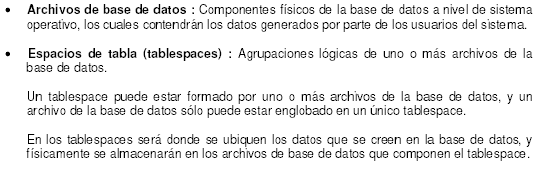 • Archivos de base de datos : Componentes físicos de la base de datos a nivel de sistema
operativo, los cuales contendrán los datos generados por parte de los usuarios del sistema.
• Espacios de tabla (tablespaces) : Agrupaciones lógicas de uno o más archivos de la
base de datos.
Un tablespace puede estar formado por uno o más archivos de la base de datos, y un
archivo de la base de datos sólo puede estar englobado en un único tablespace.
En los tablespaces será donde se ubiquen los datos que se creen en la base de datos, y
físicamente se almacenarán en los archivos de base de datos que componen el tablespace.